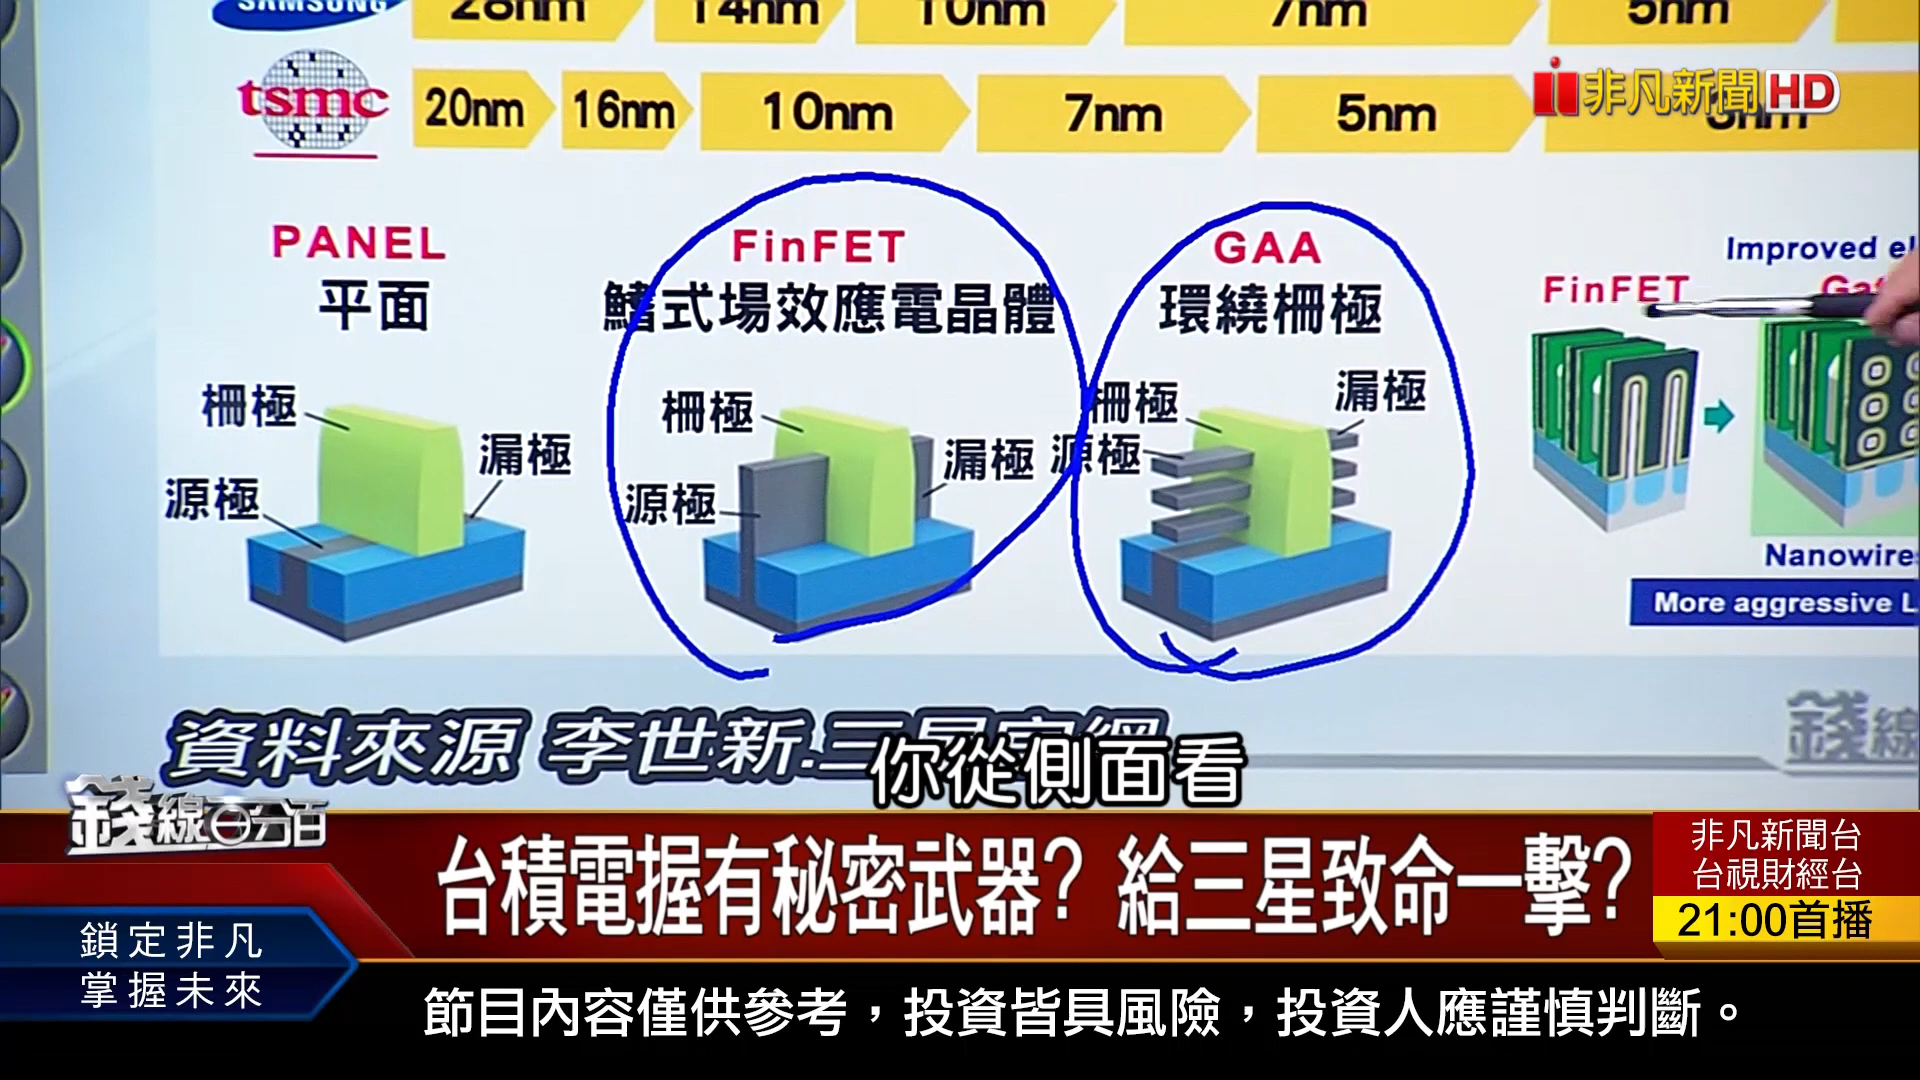 SAMSUNG 28nm 14nm 10nm 7nm 5nm
tsmc 20nm 16nm 10nm 7nm 5nm 3nm
非凡新聞HD
PANEL
平面
柵極
漏極
源極
FinFET
鰭式場效應電晶體
柵極
漏極
源極
GAA
環繞柵極
柵極
漏極
源極
Improved
FinFET
Nanowire
More aggressive L
資料來源 李世新.三星官網
錢線
你從側面看
錢線百分百
台積電握有秘密武器? 給三星致命一擊?
非凡新聞台
台視財經台
21:00首播
鎖定非凡
掌握未來
節目內容僅供參考，投資皆具風險，投資人應謹慎判斷。